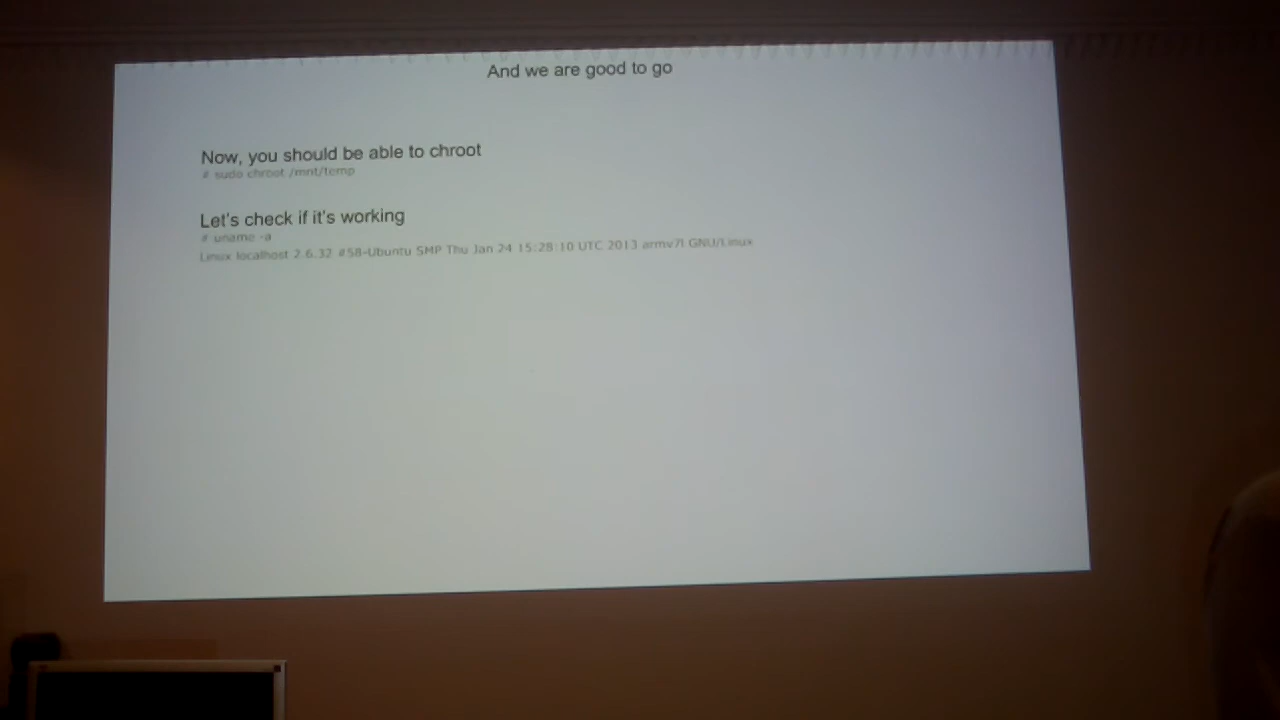 And we are good to go
Now, you should be able to chroot
# sudo chroot /mnt/temp
Let's check if it's working
# uname -a
Linux localhost 2.6.32 #58-Ubuntu SMP Thu Jan 24 15:28:10 UTC 2013 armv7l GNU/Linux